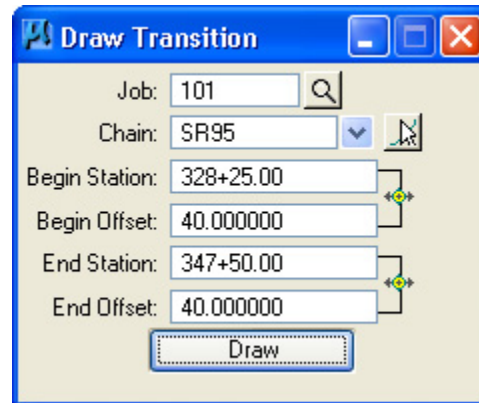 Draw Transition
Job: 101
Chain: SR95
Begin Station: 328+25.00
Begin Offset: 40.000000
End Station: 347+50.00
End Offset: 40.000000
Draw